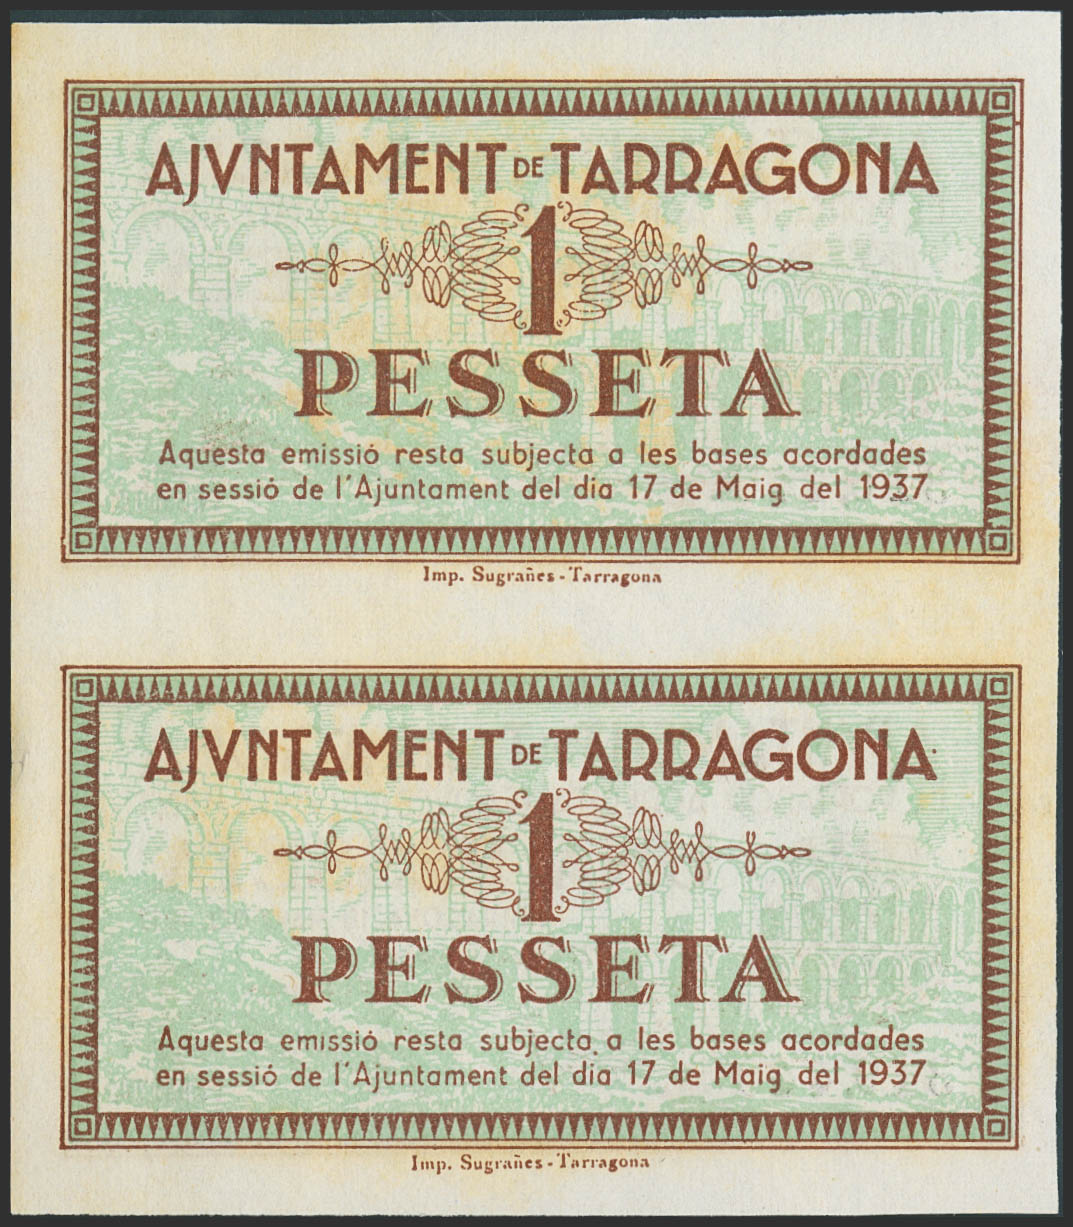 AJVNTAMENT DE TARRAGONA
1
PESSETA
Aquesta emissió resta subjecta a les bases acordades
en sessió de l'Ajuntament del dia 17 de Maig del 1937
Imp. Sugrañes - Tarragona
AJVNTAMENT DE TARRAGONA
1
PESSETA
Aquesta emissió resta subjecta a les bases acordades
en sessió de l'Ajuntament del dia 17 de Maig del 1937
Imp. Sugrañes - Tarragona